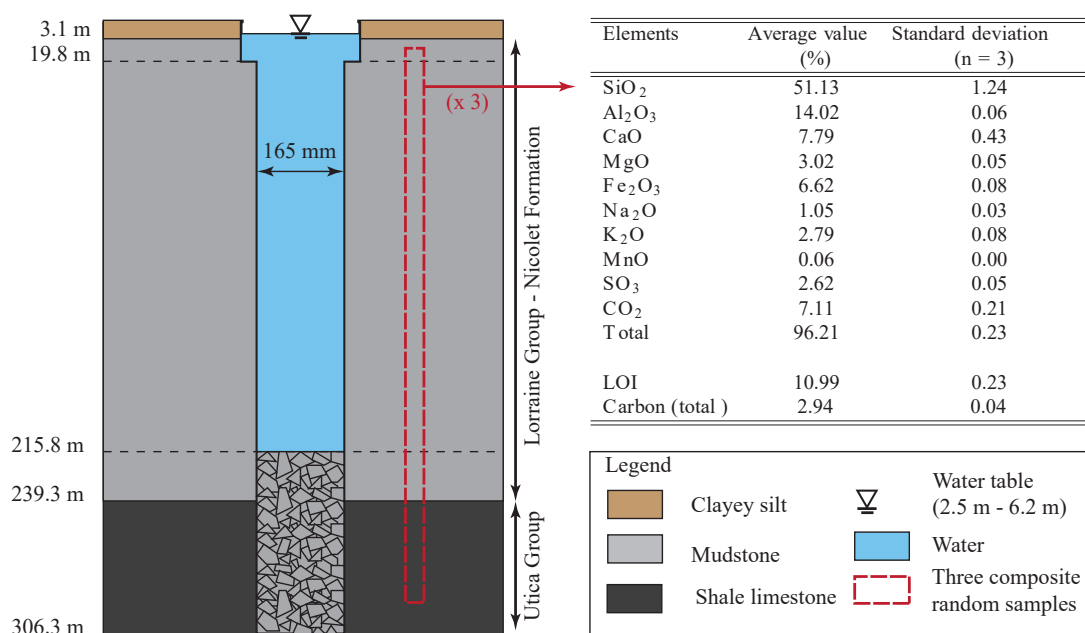 3.1 m
19.8 m
215.8 m
239.3 m
306.3 m
165 mm
(x 3)
Lorraine Group - Nicolet Formation
Utica Group
Elements Average value Standard deviation
(%) (n = 3)
SiO2 51.13 1.24
Al2O3 14.02 0.06
CaO 7.79 0.43
MgO 3.02 0.05
Fe2O3 6.62 0.08
Na2O 1.05 0.03
K2O 2.79 0.08
MnO 0.06 0.00
SO3 2.62 0.05
CO2 7.11 0.21
Total 96.21 0.23
LOI 10.99 0.23
Carbon (total ) 2.94 0.04
Legend
Clayey silt
Mudstone
Shale limestone
Water table
(2.5 m - 6.2 m)
Water
Three composite
random samples